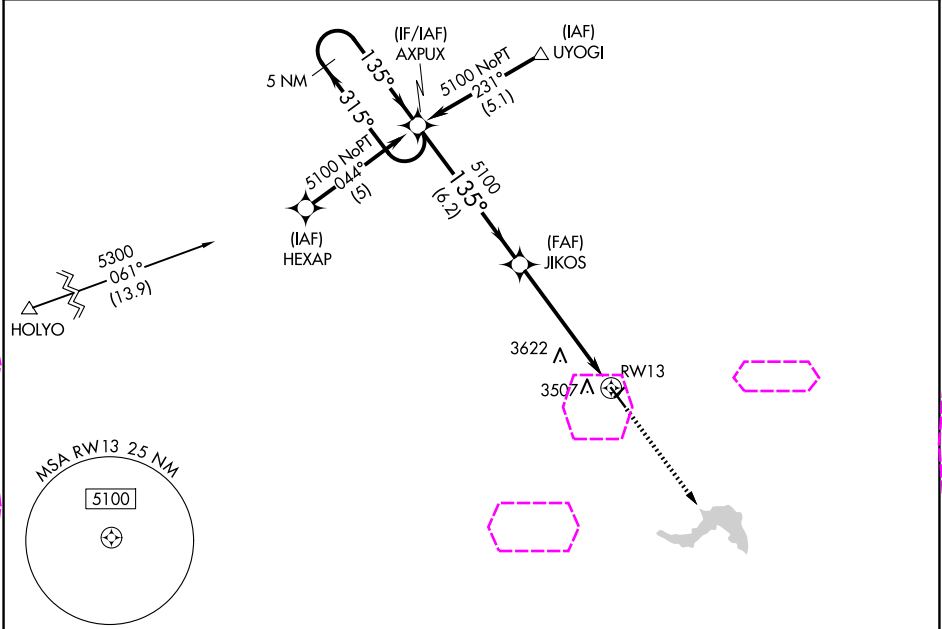 (IF/IAF)
AXPUX
(IAF)
UYOGI
5 NM
135°
315°
5100 NoPT
231°
(5.1)
5100 NoPT
044°
(5)
5100
135°
(6.2)
(IAF)
HEXAP
(FAF)
JIKOS
5300
061°
(13.9)
HOLYO
3622
RW13
3507
MSA RW13 25 NM
5100